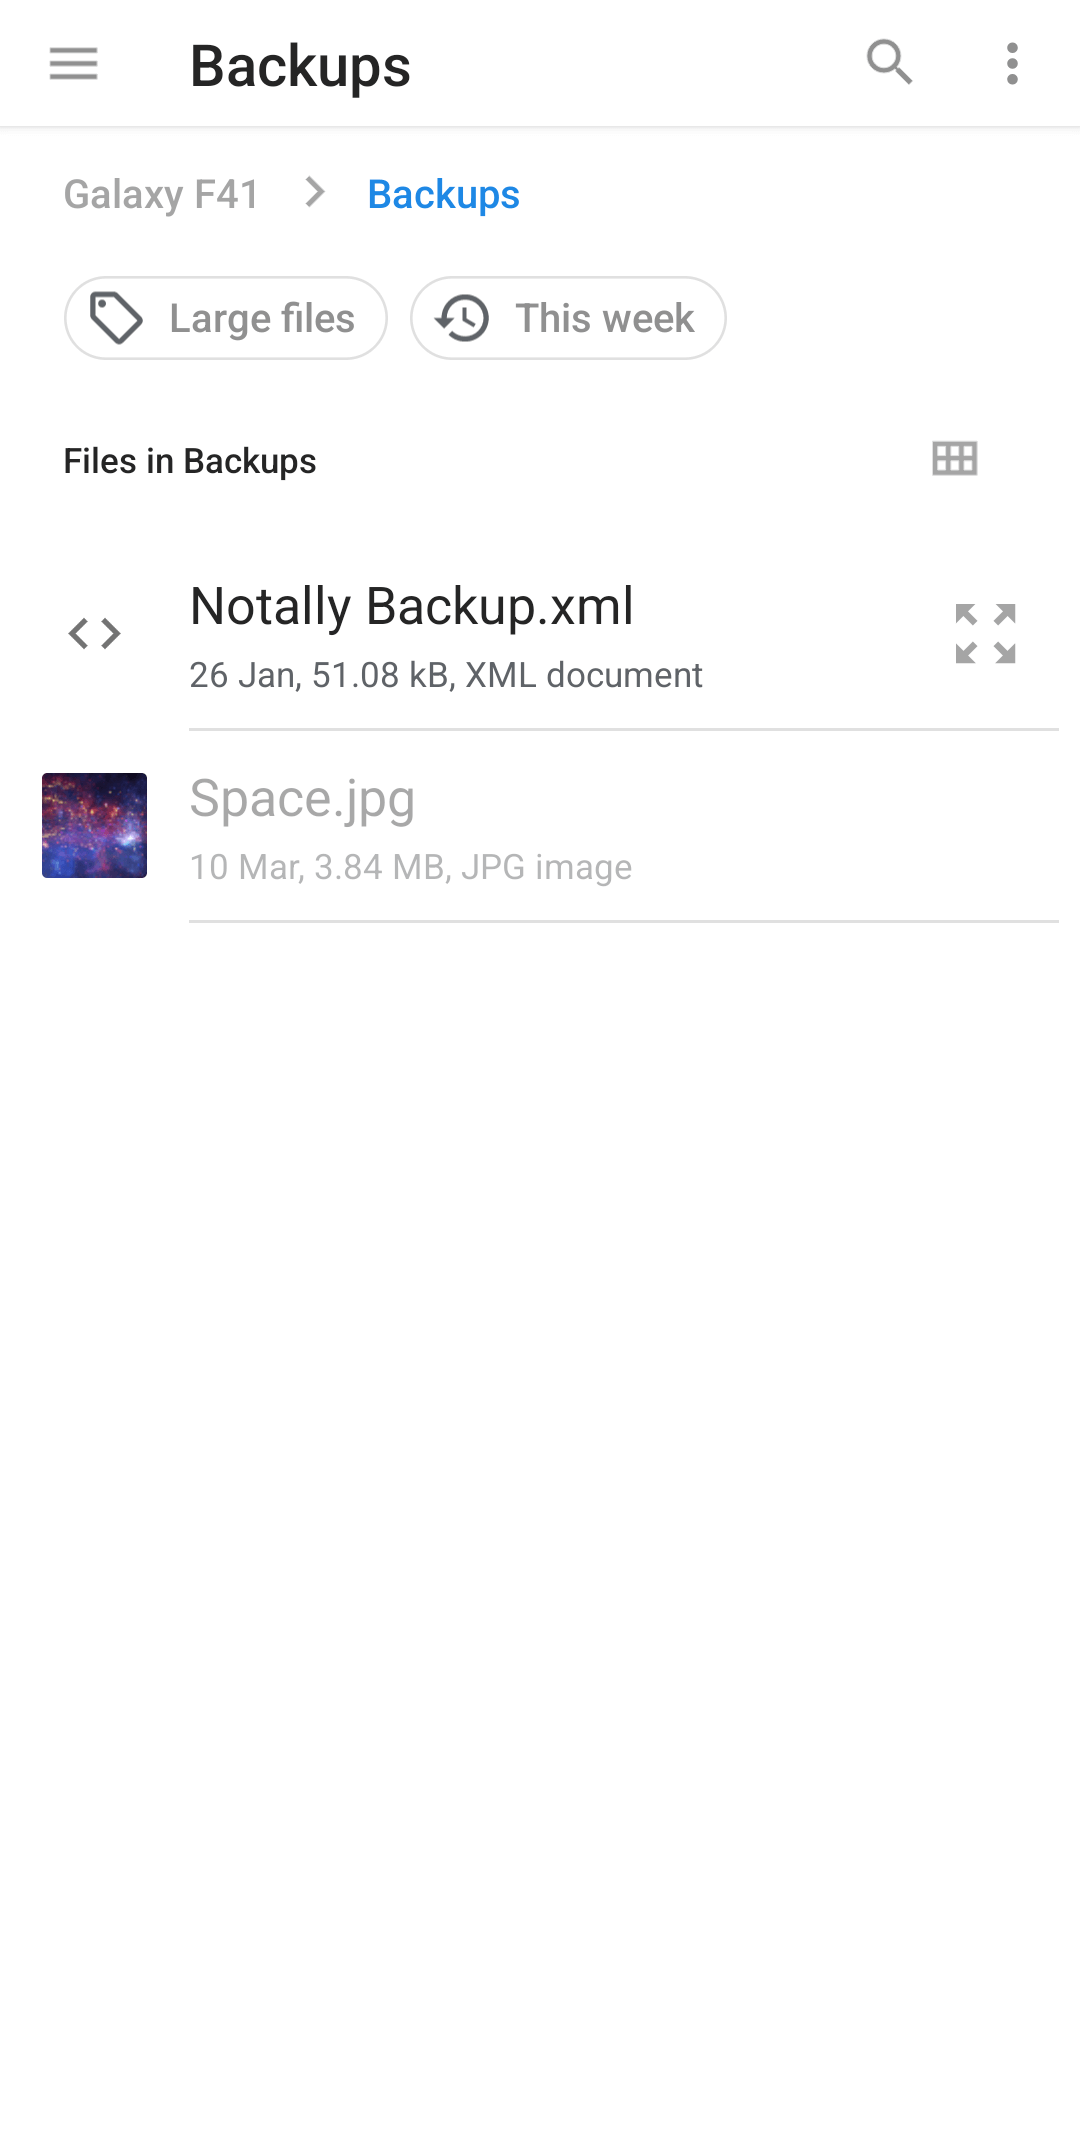 Backups
Galaxy F41 > Backups
Large files
This week
Files in Backups
Notally Backup.xml
26 Jan, 51.08 kB, XML document
Space.jpg
10 Mar, 3.84 MB, JPG image